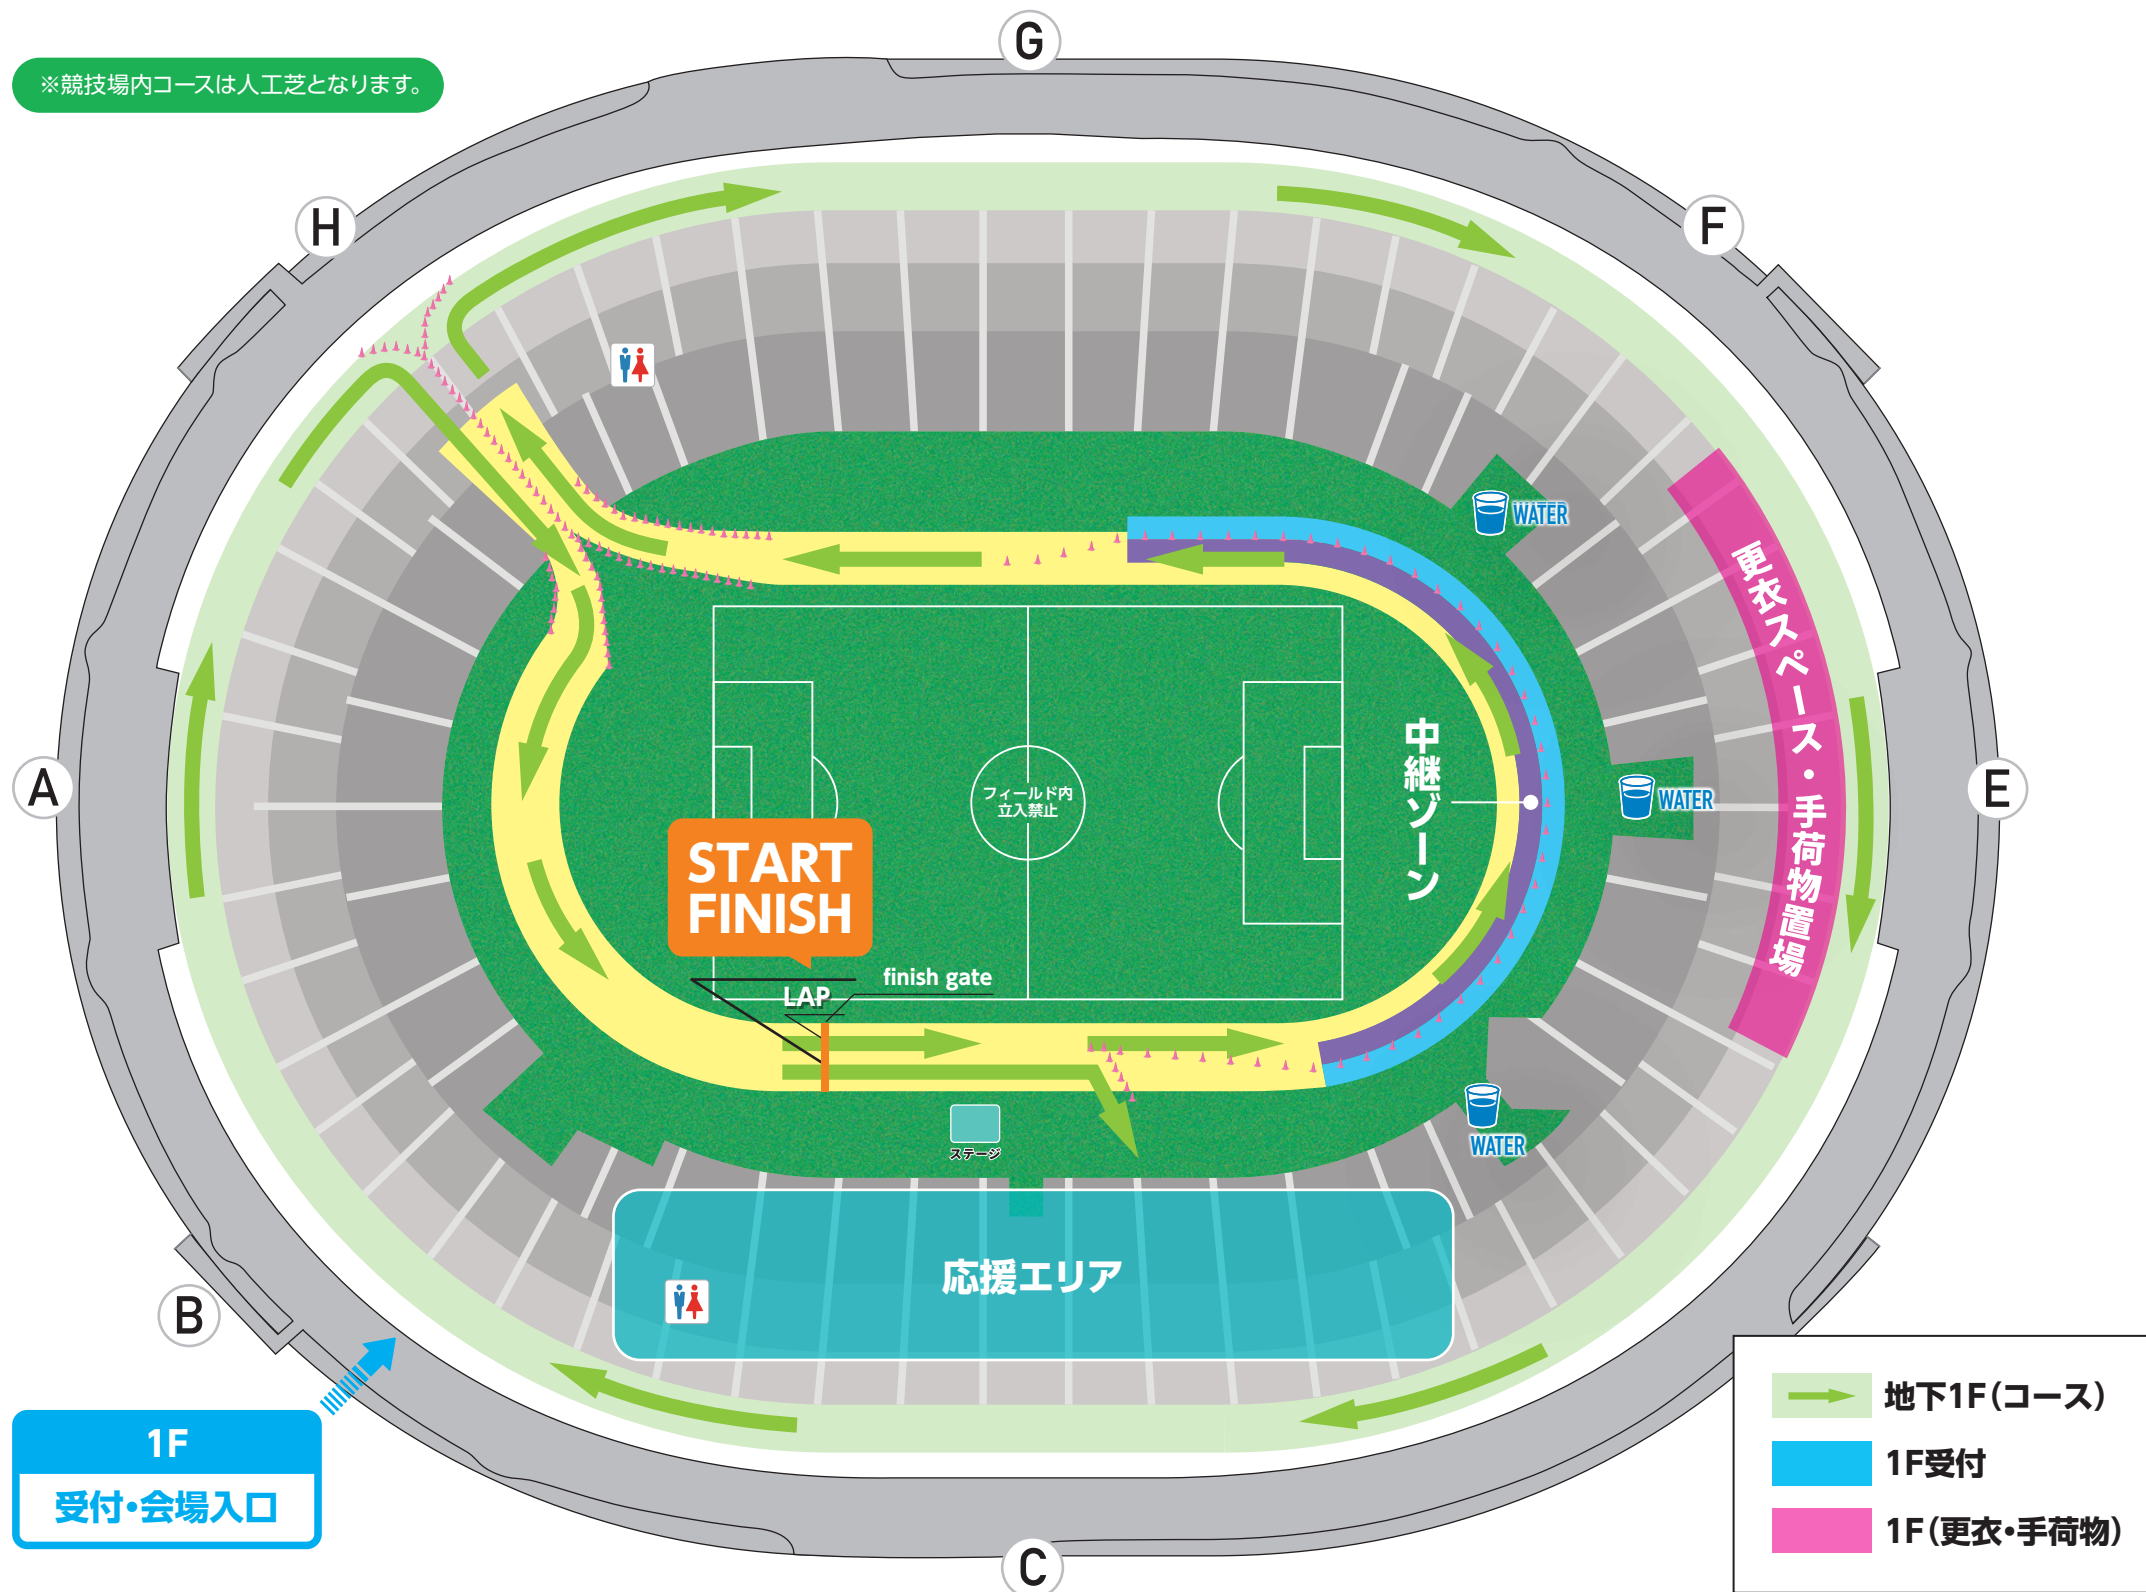 G
※競技場内コースは人工芝となります。
H
F
WATER
更衣スペース・手荷物置場
中継ゾーン
フィールド内
立入禁止
WATER
A
E
START
FINISH
finish gate
LAP
ステージ
WATER
応援エリア
B
1F
受付・会場入口
C
地下1F（コース）
1F受付
1F（更衣・手荷物）